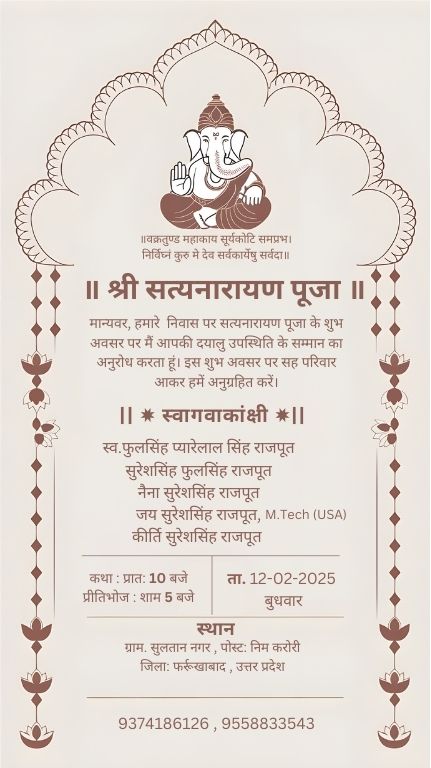 ॥वक्रतुण्ड महाकाय सूर्यकोटि समप्रभ।
निर्विघ्नं कुरु मे देव सर्वकार्येषु सर्वदा॥
॥ श्री सत्यनारायण पूजा ॥
मान्यवर, हमारे निवास पर सत्यनारायण पूजा के शुभ
अवसर पर मैं आपकी दयालु उपस्थिति के सम्मान का
अनुरोध करता हूं। इस शुभ अवसर पर सह परिवार
आकर हमें अनुग्रहित करें।
|| ✷ स्वागवाकांक्षी ✷||
स्व.फुलसिंह प्यारेलाल सिंह राजपूत
सुरेशसिंह फुलसिंह राजपूत
नैना सुरेशसिंह राजपूत
जय सुरेशसिंह राजपूत, M.Tech (USA)
कीर्ति सुरेशसिंह राजपूत
कथा : प्रात: 10 बजे
प्रीतिभोज : शाम 5 बजे
ता. 12-02-2025
बुधवार
स्थान
ग्राम. सुलतान नगर , पोस्ट: निम करोरी
जिला: फर्रूखाबाद , उत्तर प्रदेश
9374186126 , 9558833543